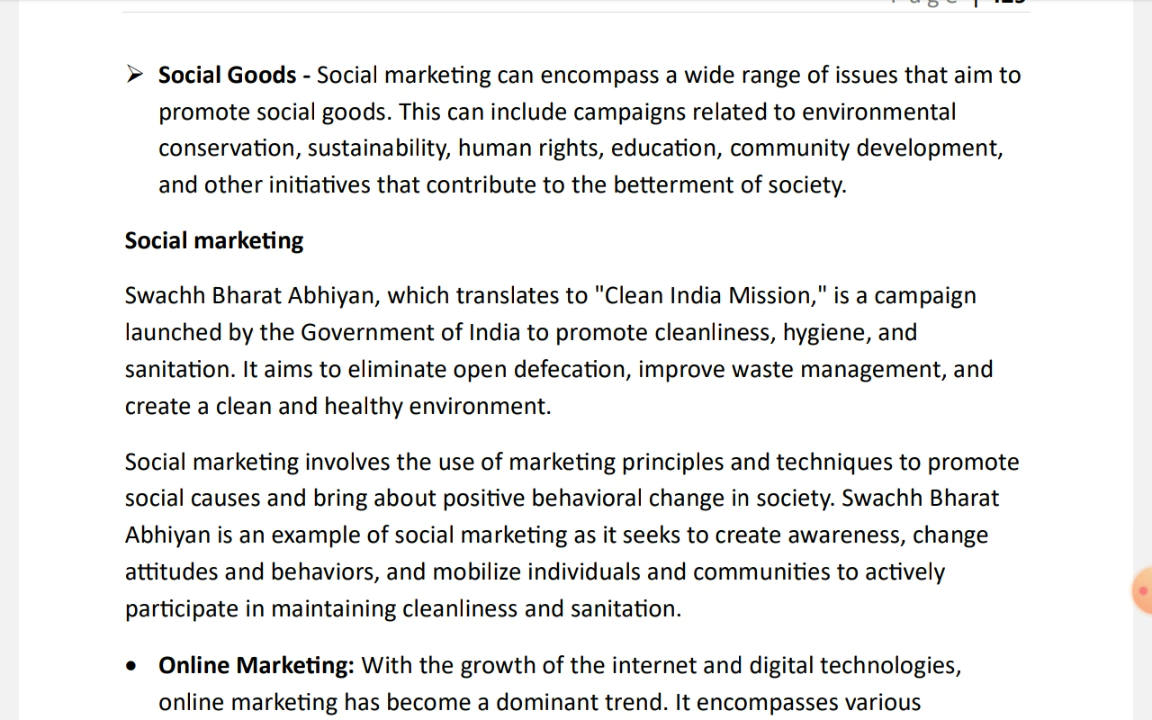 ➢ Social Goods - Social marketing can encompass a wide range of issues that aim to
promote social goods. This can include campaigns related to environmental
conservation, sustainability, human rights, education, community development,
and other initiatives that contribute to the betterment of society.
Social marketing
Swachh Bharat Abhiyan, which translates to "Clean India Mission," is a campaign
launched by the Government of India to promote cleanliness, hygiene, and
sanitation. It aims to eliminate open defecation, improve waste management, and
create a clean and healthy environment.
Social marketing involves the use of marketing principles and techniques to promote
social causes and bring about positive behavioral change in society. Swachh Bharat
Abhiyan is an example of social marketing as it seeks to create awareness, change
attitudes and behaviors, and mobilize individuals and communities to actively
participate in maintaining cleanliness and sanitation.
• Online Marketing: With the growth of the internet and digital technologies,
online marketing has become a dominant trend. It encompasses various